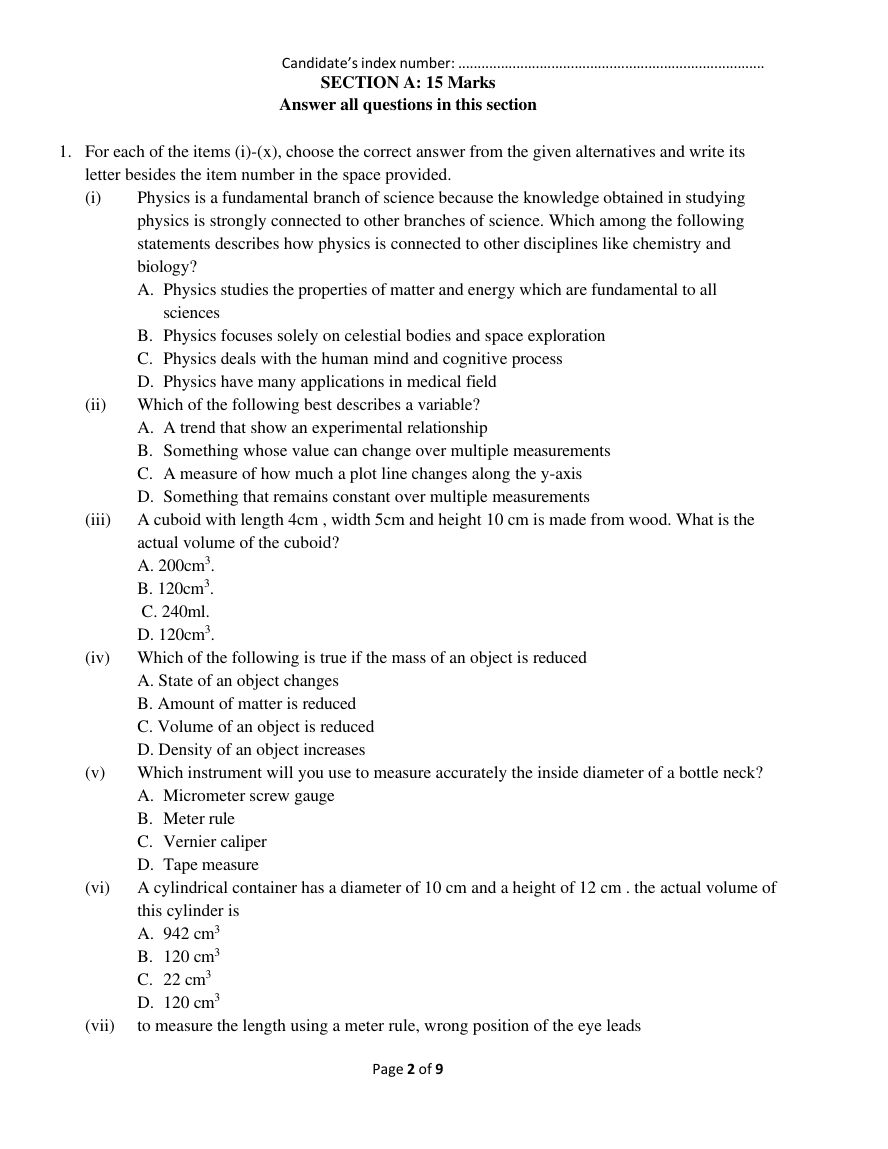 Candidate's index number: ...............................................................................
SECTION A: 15 Marks
Answer all questions in this section
1. For each of the items (i)-(x), choose the correct answer from the given alternatives and write its
letter besides the item number in the space provided.
(i) Physics is a fundamental branch of science because the knowledge obtained in studying
physics is strongly connected to other branches of science. Which among the following
statements describes how physics is connected to other disciplines like chemistry and
biology?
A. Physics studies the properties of matter and energy which are fundamental to all
sciences
B. Physics focuses solely on celestial bodies and space exploration
C. Physics deals with the human mind and cognitive process
D. Physics have many applications in medical field
(ii) Which of the following best describes a variable?
A. A trend that show an experimental relationship
B. Something whose value can change over multiple measurements
C. A measure of how much a plot line changes along the y-axis
D. Something that remains constant over multiple measurements
(iii) A cuboid with length 4cm , width 5cm and height 10 cm is made from wood. What is the
actual volume of the cuboid?
A. 200cm³.
B. 120cm³.
C. 240ml.
D. 120cm³.
(iv) Which of the following is true if the mass of an object is reduced
A. State of an object changes
B. Amount of matter is reduced
C. Volume of an object is reduced
D. Density of an object increases
(v) Which instrument will you use to measure accurately the inside diameter of a bottle neck?
A. Micrometer screw gauge
B. Meter rule
C. Vernier caliper
D. Tape measure
(vi) A cylindrical container has a diameter of 10 cm and a height of 12 cm . the actual volume of
this cylinder is
A. 942 cm³
B. 120 cm³
C. 22 cm³
D. 120 cm³
(vii) to measure the length using a meter rule, wrong position of the eye leads
Page 2 of 9